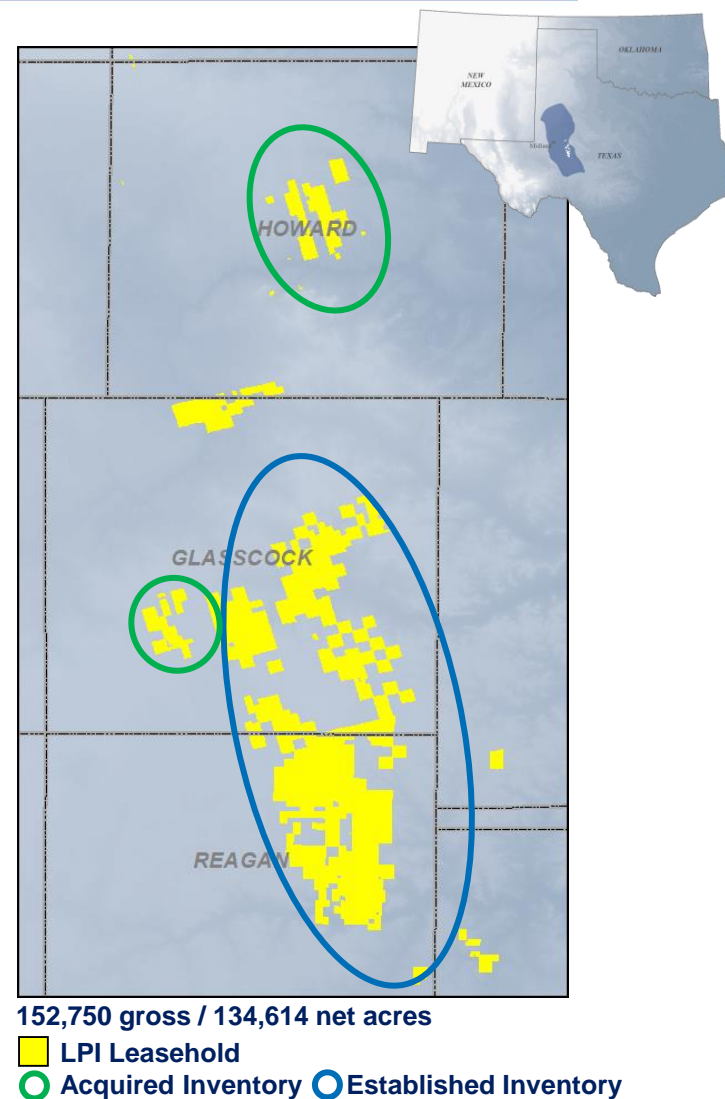 OKLAHOMA
NEW
MEXICO
TEXAS
HOWARD
GLASSCOCK
REAGAN
152,750 gross / 134,614 net acres
LPI Leasehold
Acquired Inventory Established Inventory